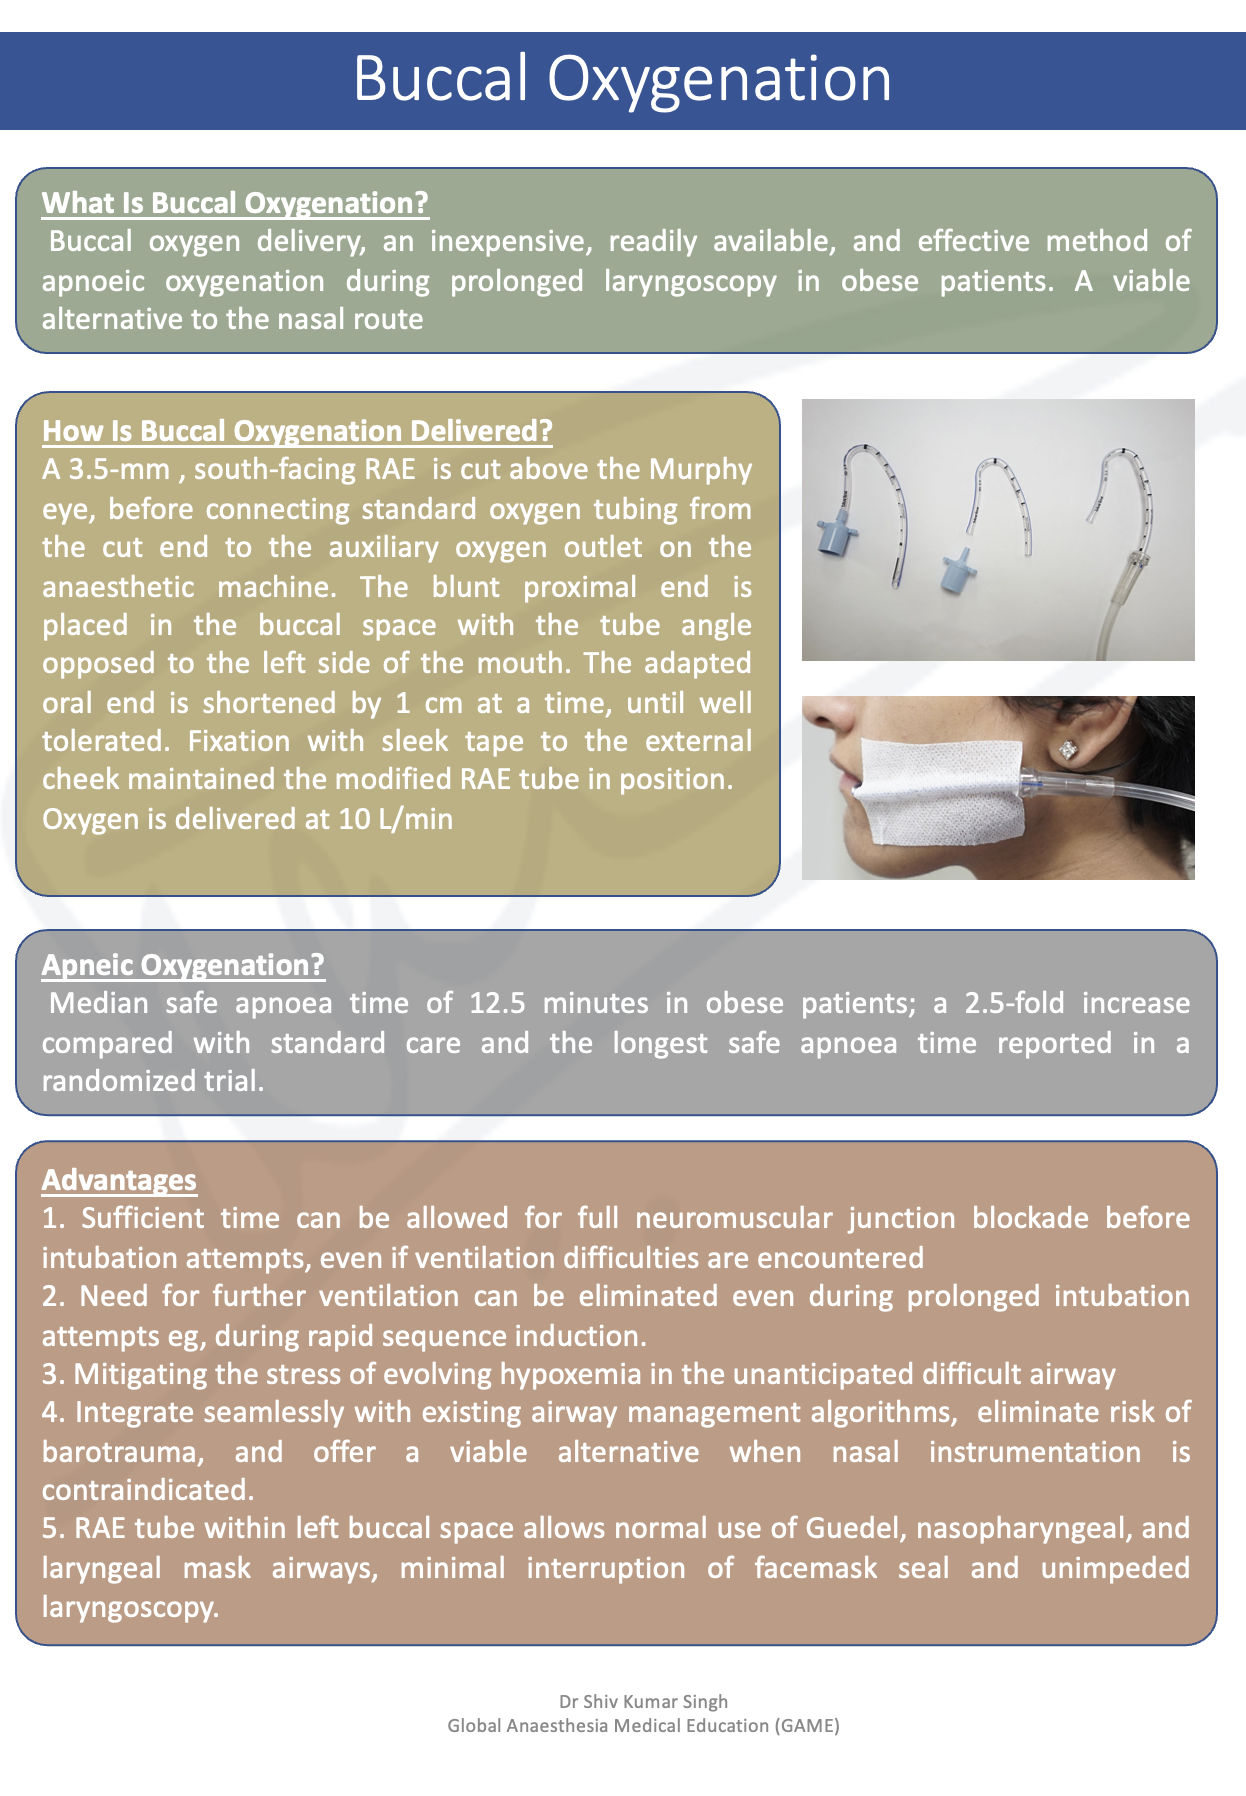 Buccal Oxygenation
What Is Buccal Oxygenation?
Buccal oxygen delivery, an inexpensive, readily available, and effective method of
apnoeic oxygenation during prolonged laryngoscopy in obese patients. A viable
alternative to the nasal route
How Is Buccal Oxygenation Delivered?
A 3.5-mm , south-facing RAE is cut above the Murphy
eye, before connecting standard oxygen tubing from
the cut end to the auxiliary oxygen outlet on the
anaesthetic machine. The blunt proximal end is
placed in the buccal space with the tube angle
opposed to the left side of the mouth. The adapted
oral end is shortened by 1 cm at a time, until well
tolerated. Fixation with sleek tape to the external
cheek maintained the modified RAE tube in position.
Oxygen is delivered at 10 L/min
Apneic Oxygenation?
Median safe apnoea time of 12.5 minutes in obese patients; a 2.5-fold increase
compared with standard care and the longest safe apnoea time reported in a
randomized trial.
Advantages
1. Sufficient time can be allowed for full neuromuscular junction blockade before
intubation attempts, even if ventilation difficulties are encountered
2. Need for further ventilation can be eliminated even during prolonged intubation
attempts eg, during rapid sequence induction.
3. Mitigating the stress of evolving hypoxemia in the unanticipated difficult airway
4. Integrate seamlessly with existing airway management algorithms, eliminate risk of
barotrauma, and offer a viable alternative when nasal instrumentation is
contraindicated.
5. RAE tube within left buccal space allows normal use of Guedel, nasopharyngeal, and
laryngeal mask airways, minimal interruption of facemask seal and unimpeded
laryngoscopy.
Dr Shiv Kumar Singh
Global Anaesthesia Medical Education (GAME)